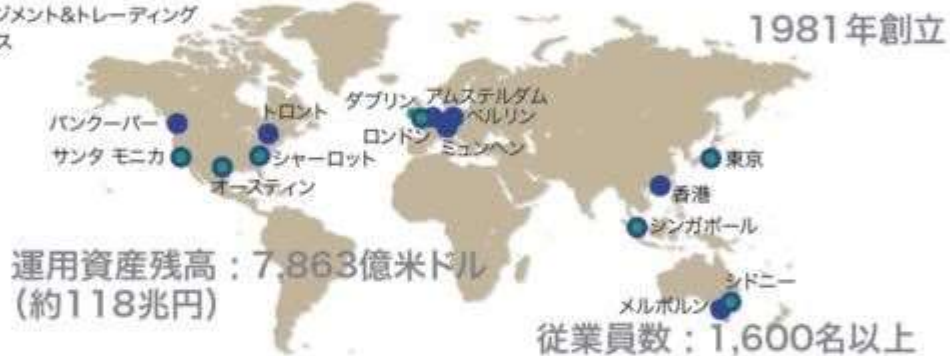 ジメント&トレーディング
ス
1981年創立
ダブリン
アムステルダム
トロント
バンクーバー
ベルリン
ロンドン
ミュンヘン
サンタ モニカ
シャーロット
東京
オースティン
香港
シンガポール
運用資産残高：7,863億米ドル
（約118兆円）
シドニー
メルボルン
従業員数：1,600名以上